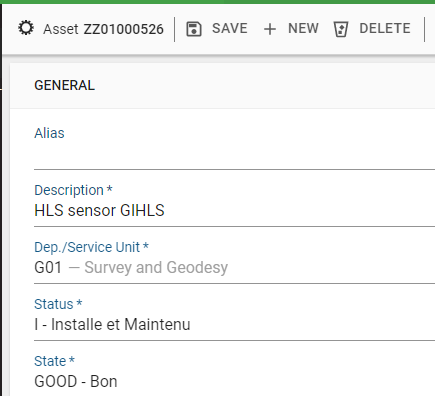 Asset ZZ01000526 SAVE NEW DELETE
GENERAL
Alias
Description *
HLS sensor GIHLS
Dep./Service Unit *
G01 — Survey and Geodesy
Status *
I - Installe et Maintenu
State *
GOOD - Bon